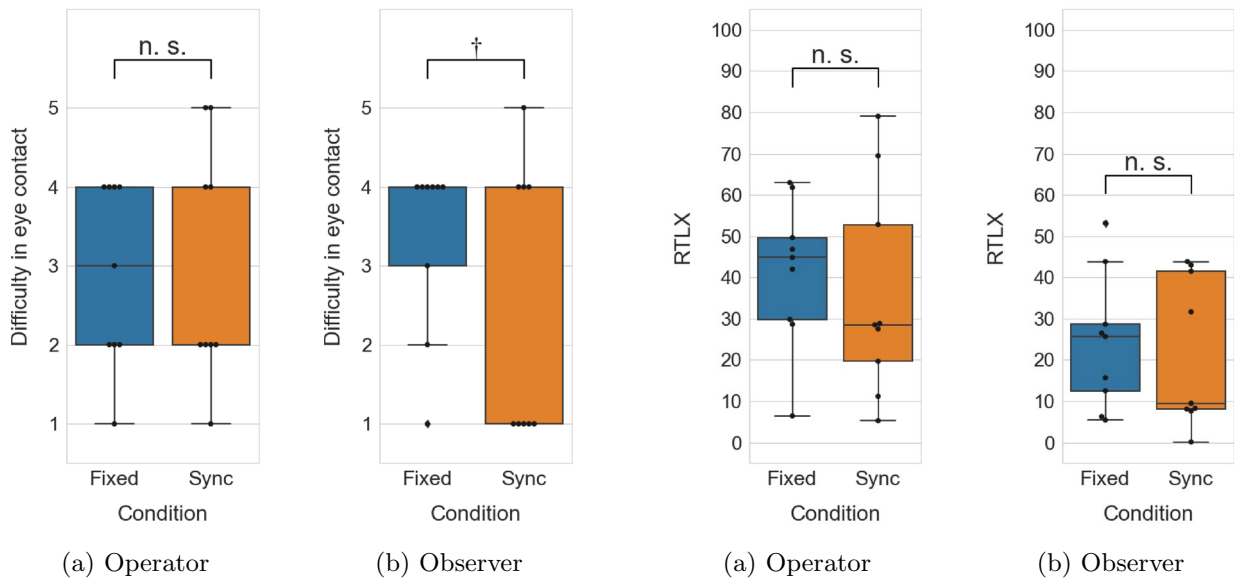 n. s.
5
4
3
2
1
Difficulty in eye contact
Fixed Sync
Condition
(a) Operator
†
5
4
3
2
1
Difficulty in eye contact
Fixed Sync
Condition
(b) Observer
100
90
80
70
60
50
40
30
20
10
0
n. s.
RTLX
Fixed Sync
Condition
(a) Operator
100
90
80
70
60
50
40
30
20
10
0
n. s.
RTLX
Fixed Sync
Condition
(b) Observer